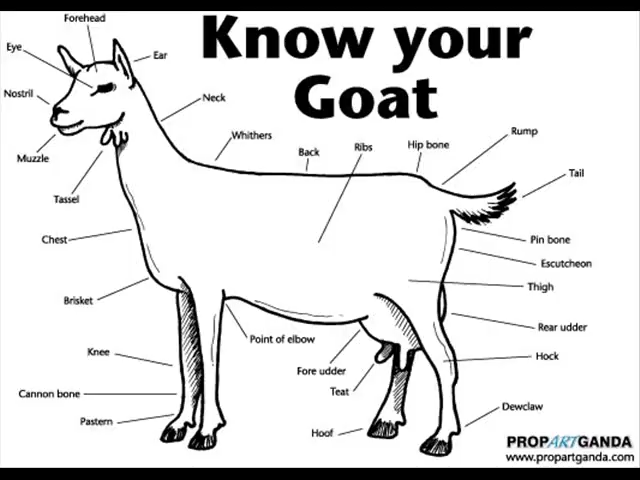 Know your
Goat
Forehead
Eye
Ear
Nostril
Neck
Muzzle
Withers
Back
Ribs
Hip bone
Rump
Tail
Tassel
Chest
Pin bone
Escutcheon
Thigh
Brisket
Rear udder
Point of elbow
Knee
Hock
Fore udder
Cannon bone
Teat
Dewclaw
Pastern
Hoof
PROPARTGANDA
www.propartganda.com